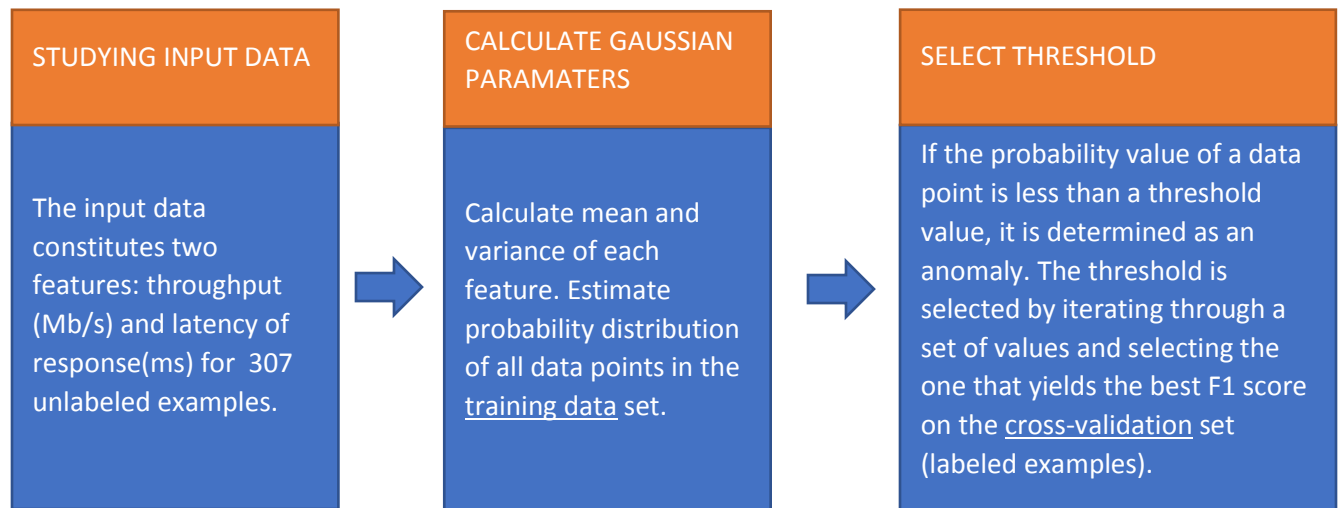 STUDYING INPUT DATA
The input data
constitutes two
features: throughput
(Mb/s) and latency of
response(ms) for 307
unlabeled examples.
CALCULATE GAUSSIAN
PARAMATERS
Calculate mean and
variance of each
feature. Estimate
probability distribution
of all data points in the
training data set.
SELECT THRESHOLD
If the probability value of a data
point is less than a threshold
value, it is determined as an
anomaly. The threshold is
selected by iterating through a
set of values and selecting the
one that yields the best F1 score
on the cross-validation set
(labeled examples).